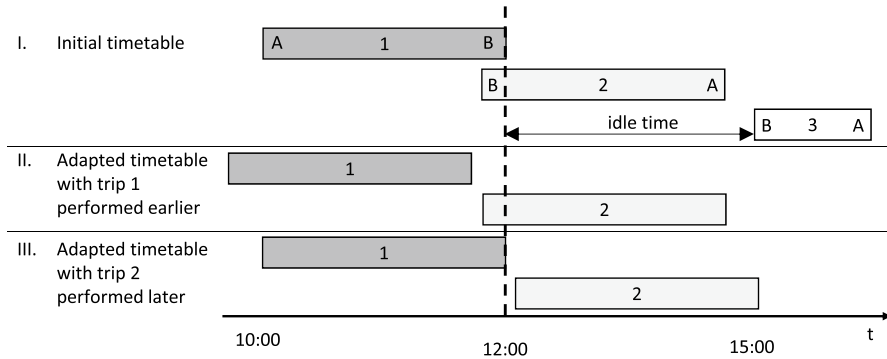 I. Initial timetable
A 1 B
B 2 A
idle time
B 3 A
II. Adapted timetable
with trip 1
performed earlier
1
2
III. Adapted timetable
with trip 2
performed later
1
2
10:00
12:00
15:00
t